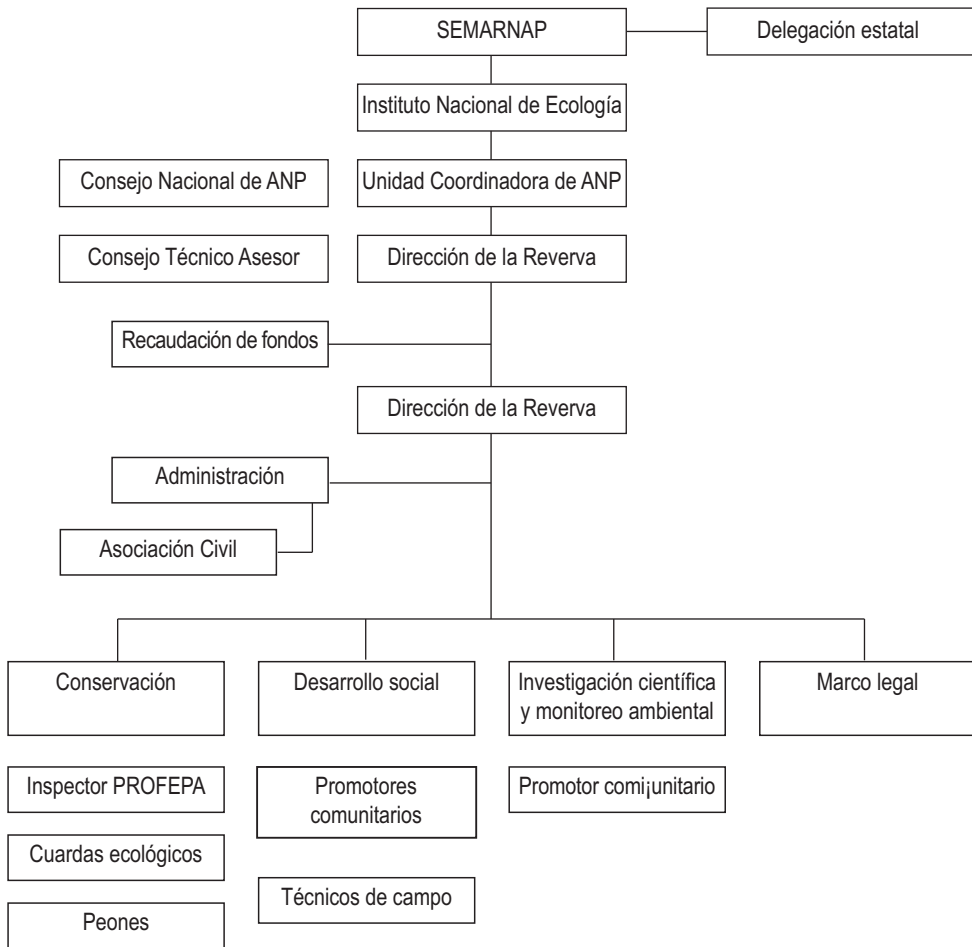 SEMARNAP
Delegación estatal
Instituto Nacional de Ecología
Consejo Nacional de ANP
Unidad Coordinadora de ANP
Consejo Técnico Asesor
Dirección de la Reverva
Recaudación de fondos
Dirección de la Reverva
Administración
Asociación Civil
Conservación
Desarrollo social
Investigación científica
y monitoreo ambiental
Marco legal
Inspector PROFEPA
Promotores
comunitarios
Promotor comi¡unitario
Cuardas ecológicos
Técnicos de campo
Peones